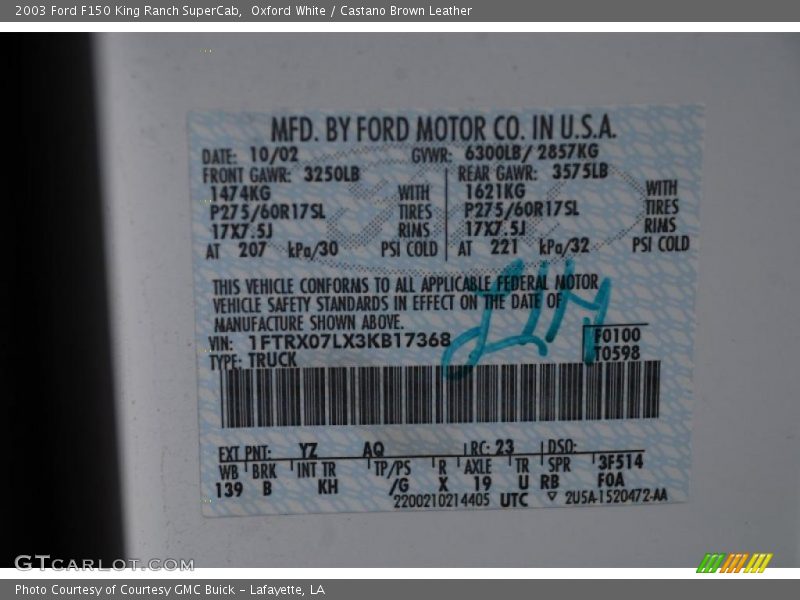 2003 Ford F150 King Ranch SuperCab, Oxford White / Castano Brown Leather
MFD. BY FORD MOTOR CO. IN U.S.A.
DATE: 10/02 GVWR: 6300LB/ 2857KG
FRONT GAWR: 3250LB REAR GAWR: 3575LB
1474KG WITH 1621KG WITH
P275/60R17SL TIRES P275/60R17SL TIRES
17X7.5J RIMS 17X7.5J RIMS
AT 207 kPa/30 PSI COLD AT 221 kPa/32 PSI COLD
THIS VEHICLE CONFORMS TO ALL APPLICABLE FEDERAL MOTOR
VEHICLE SAFETY STANDARDS IN EFFECT ON THE DATE OF
MANUFACTURE SHOWN ABOVE.
VIN: 1FTRX07LX3KB17368 F0100
TYPE: TRUCK T0598
EXT PNT: YZ AQ RC: 23 DSO:
WB BRK INT TR TP/PS R AXLE TR SPR 3F514
139 B KH /G X 19 U RB F0A
2200210214405 UTC ▽ 2U5A-1520472-AA
GTCARLOT.COM
Photo Courtesy of Courtesy GMC Buick - Lafayette, LA